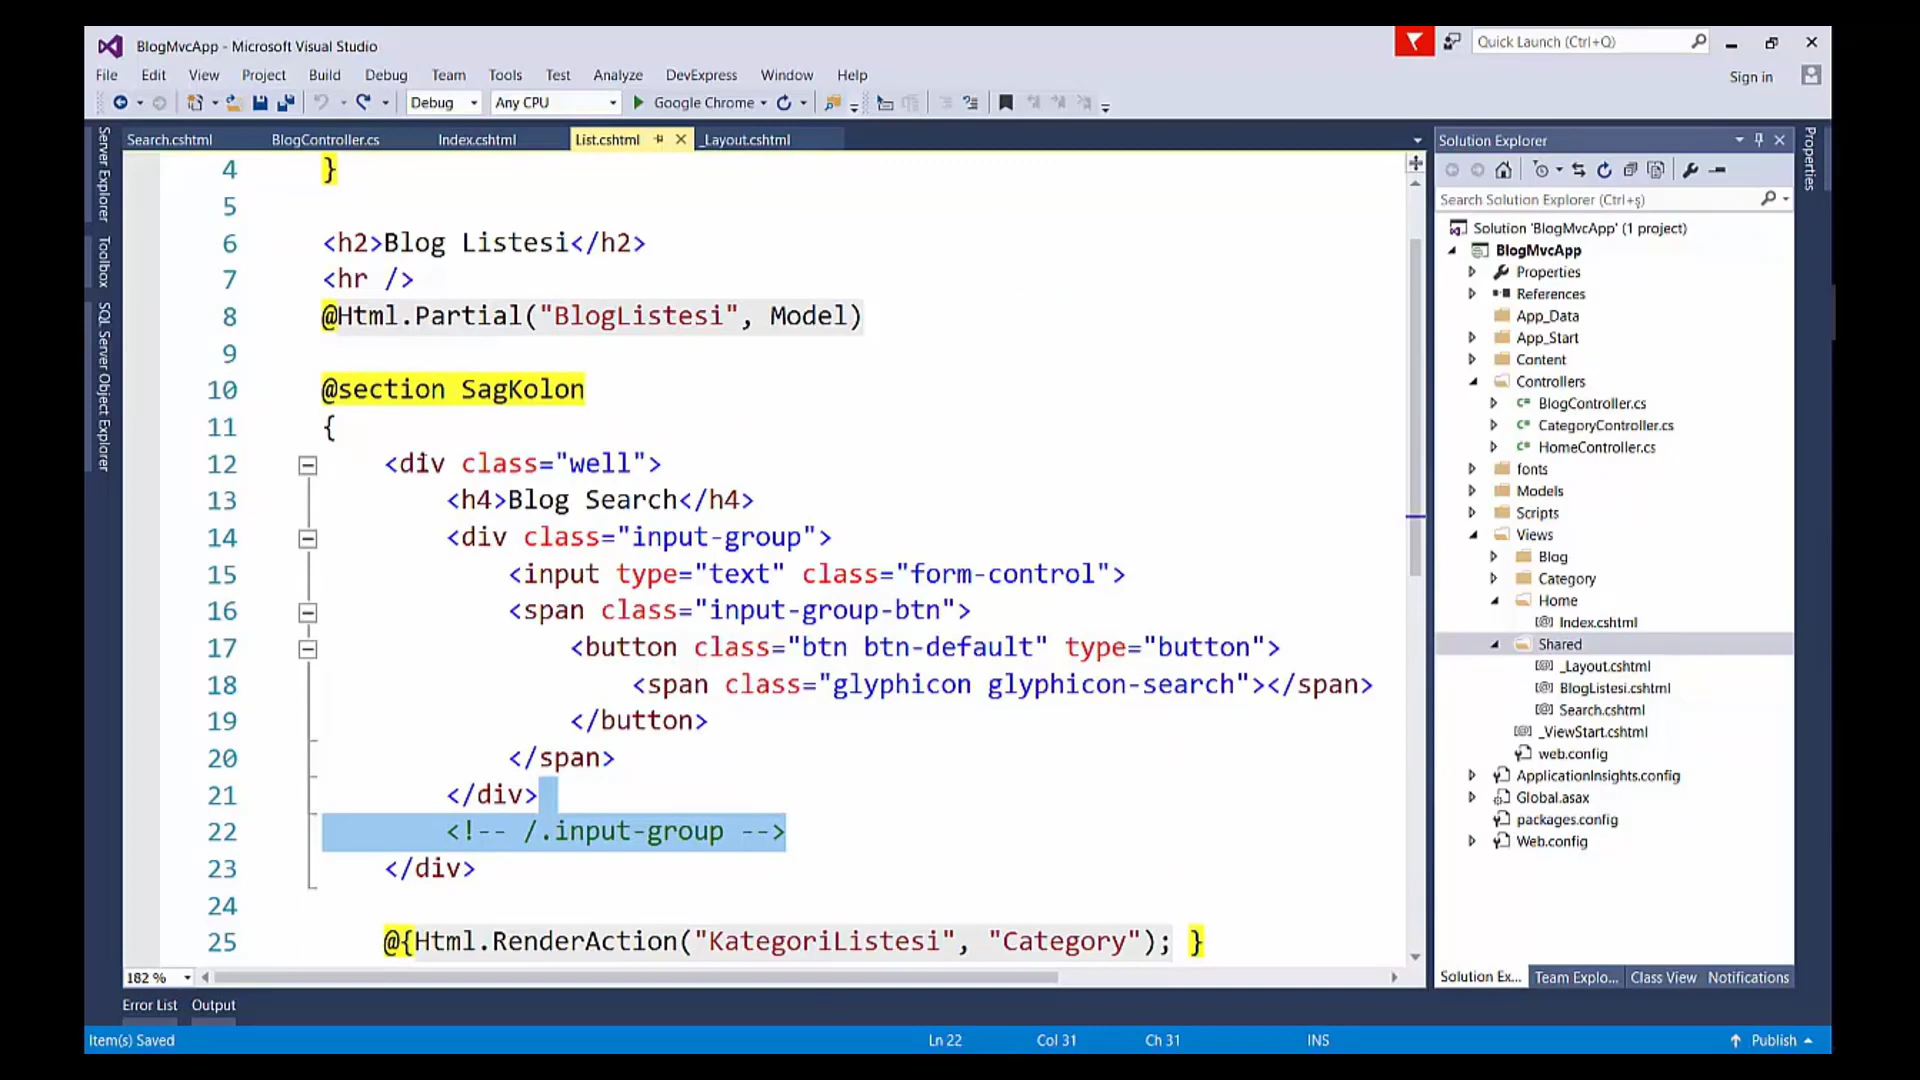 BlogMvcApp - Microsoft Visual Studio
Quick Launch (Ctrl+Q)
File Edit View Project Build Debug Team Tools Test Analyze DevExpress Window Help
Sign in
Debug Any CPU Google Chrome
Search.cshtml BlogController.cs Index.cshtml List.cshtml _Layout.cshtml
Server Explorer
Toolbox
SQL Server Object Explorer
4 }
5
6 <h2>Blog Listesi</h2>
7 <hr />
8 @Html.Partial("BlogListesi", Model)
9
10 @section SagKolon
11 {
12 <div class="well">
13 <h4>Blog Search</h4>
14 <div class="input-group">
15 <input type="text" class="form-control">
16 <span class="input-group-btn">
17 <button class="btn btn-default" type="button">
18 <span class="glyphicon glyphicon-search"></span>
19 </button>
20 </span>
21 </div>
22 <!-- /.input-group -->
23 </div>
24
25 @{Html.RenderAction("KategoriListesi", "Category"); }
182 %
Solution Explorer
Search Solution Explorer (Ctrl+ş)
Solution 'BlogMvcApp' (1 project)
BlogMvcApp
Properties
References
App_Data
App_Start
Content
Controllers
C# BlogController.cs
C# CategoryController.cs
C# HomeController.cs
fonts
Models
Scripts
Views
Blog
Category
Home
[@] Index.cshtml
Shared
[@] _Layout.cshtml
[@] BlogListesi.cshtml
[@] Search.cshtml
[@] _ViewStart.cshtml
web.config
ApplicationInsights.config
Global.asax
packages.config
Web.config
Properties
Solution Ex... Team Explo... Class View Notifications
Error List Output
Item(s) Saved Ln 22 Col 31 Ch 31 INS Publish